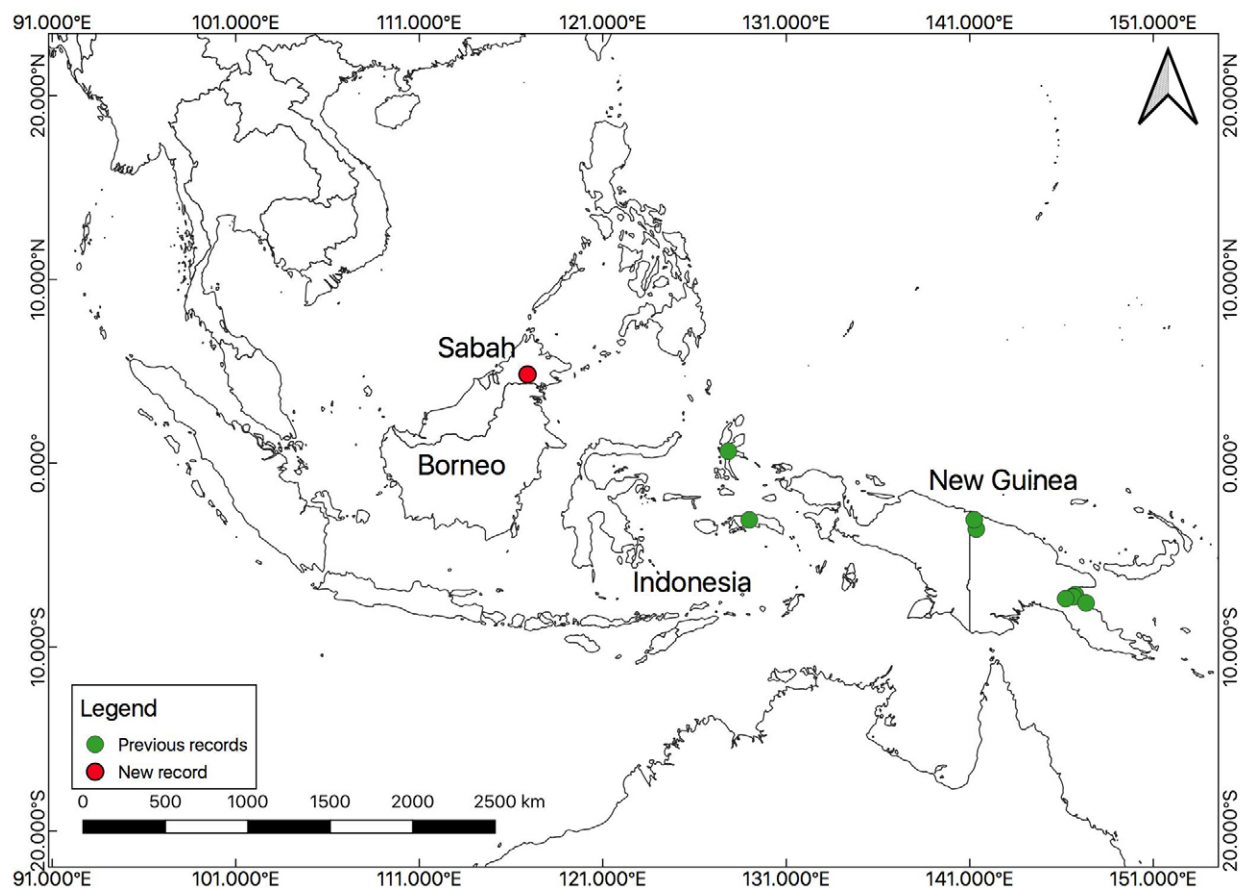 91.000°E 101.000°E 111.000°E 121.000°E 131.000°E 141.000°E 151.000°E
20.000°N 20.000°N
10.000°N 10.000°N
Sabah
0.000° 0.000°
Borneo
New Guinea
Indonesia
10.000°S 10.000°S
Legend
Previous records
New record
0 500 1000 1500 2000 2500 km
20.000°S 20.000°S
91.000°E 101.000°E 111.000°E 121.000°E 131.000°E 141.000°E 151.000°E